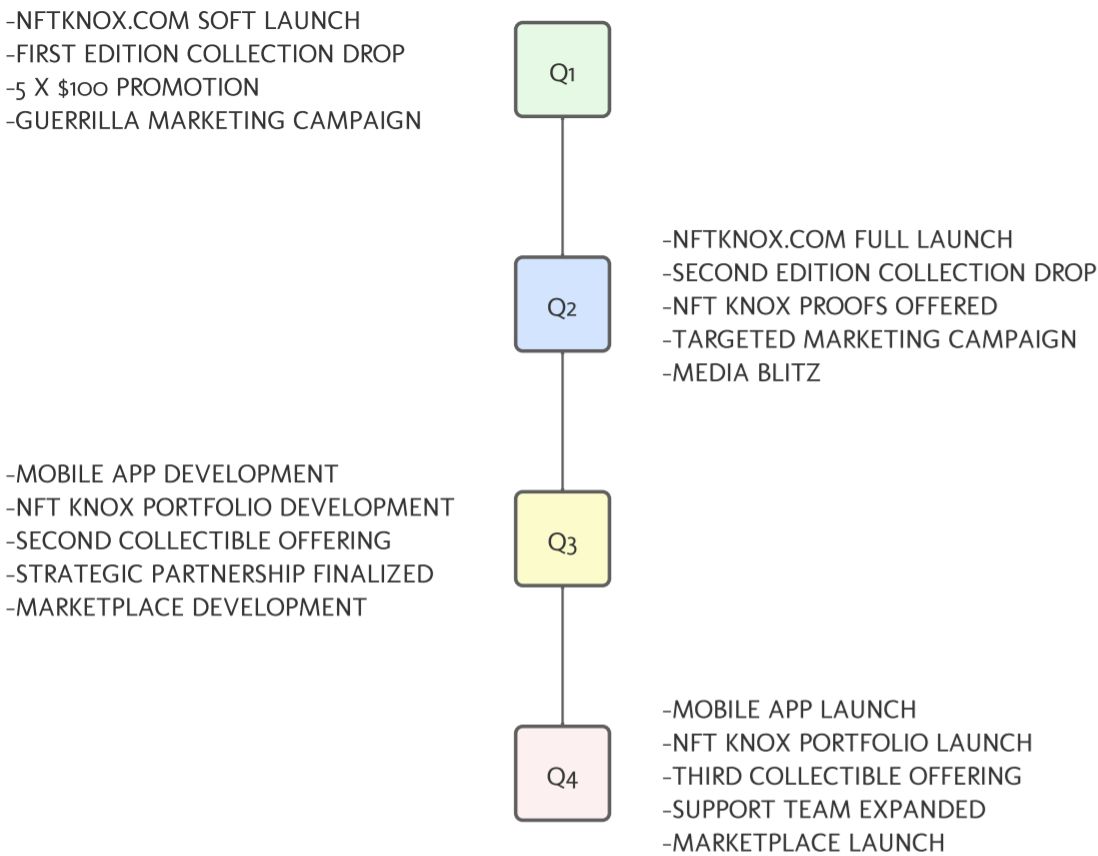 -NFTKNOX.COM SOFT LAUNCH
-FIRST EDITION COLLECTION DROP
-5 X $100 PROMOTION
-GUERRILLA MARKETING CAMPAIGN
Q1
Q2
-NFTKNOX.COM FULL LAUNCH
-SECOND EDITION COLLECTION DROP
-NFT KNOX PROOFS OFFERED
-TARGETED MARKETING CAMPAIGN
-MEDIA BLITZ
-MOBILE APP DEVELOPMENT
-NFT KNOX PORTFOLIO DEVELOPMENT
-SECOND COLLECTIBLE OFFERING
-STRATEGIC PARTNERSHIP FINALIZED
-MARKETPLACE DEVELOPMENT
Q3
Q4
-MOBILE APP LAUNCH
-NFT KNOX PORTFOLIO LAUNCH
-THIRD COLLECTIBLE OFFERING
-SUPPORT TEAM EXPANDED
-MARKETPLACE LAUNCH